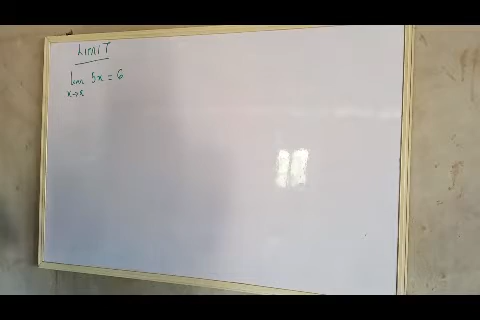 LIMIT
lim 5x = 6
x→